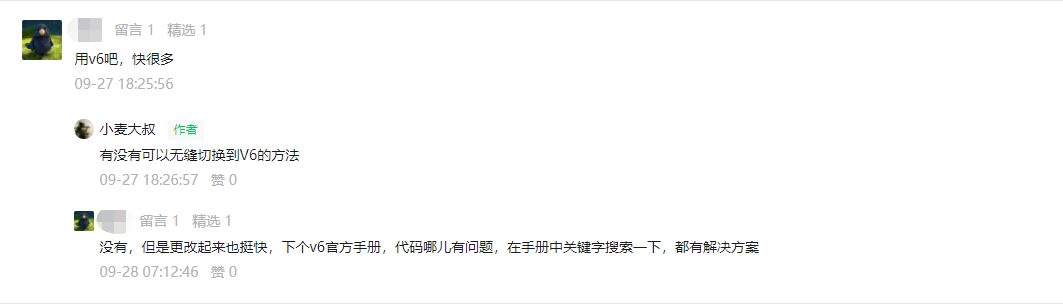 留言 1 精选 1
用v6吧，快很多
09-27 18:25:56
小麦大叔 作者
有没有可以无缝切换到V6的方法
09-27 18:26:57 赞 0
留言 1 精选 1
没有，但是更改起来也挺快，下个v6官方手册，代码哪儿有问题，在手册中关键字搜索一下，都有解决方案
09-28 07:12:46 赞 0